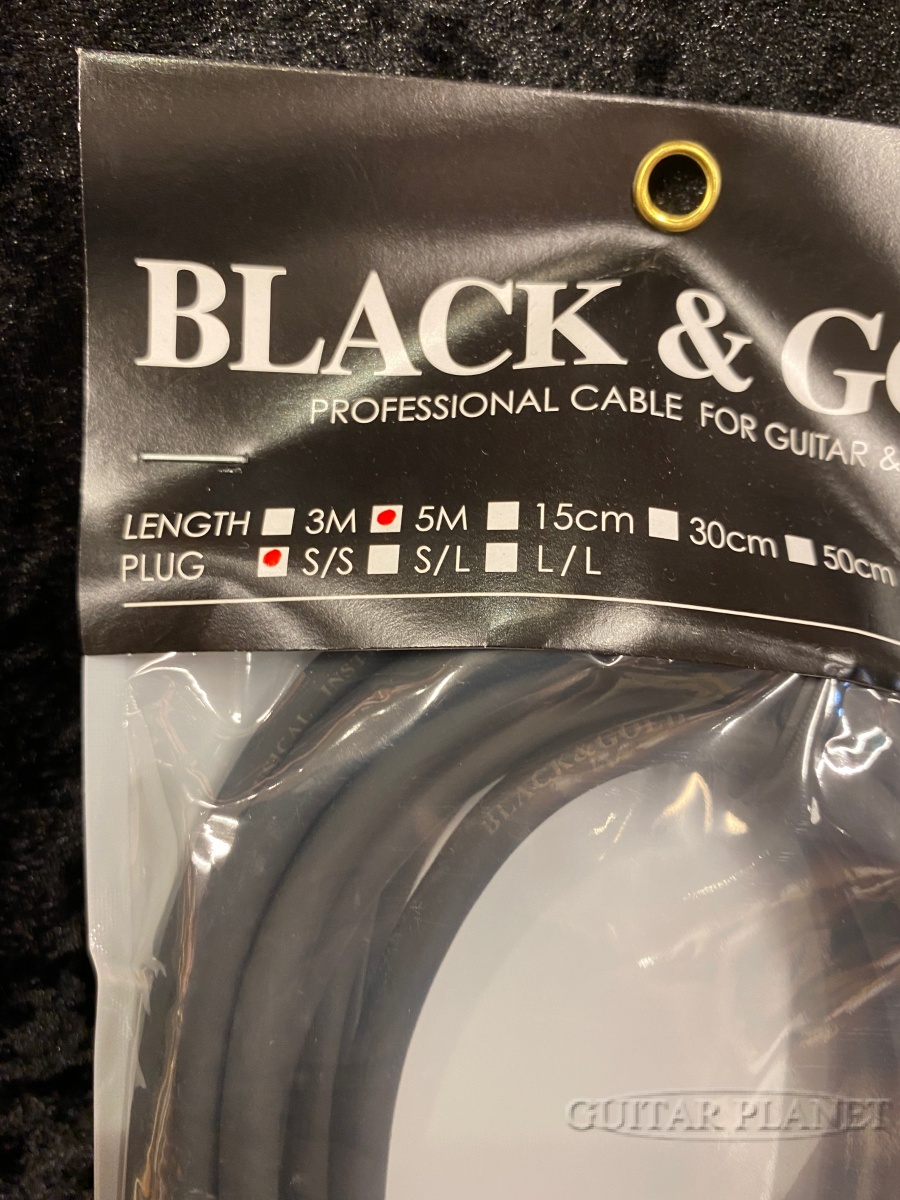 BLACK & GO
PROFESSIONAL CABLE FOR GUITAR &
LENGTH 3M 5M 15cm 30cm 50cm
PLUG S/S S/L L/L
BLACK&GOLD
GUITAR PLANET